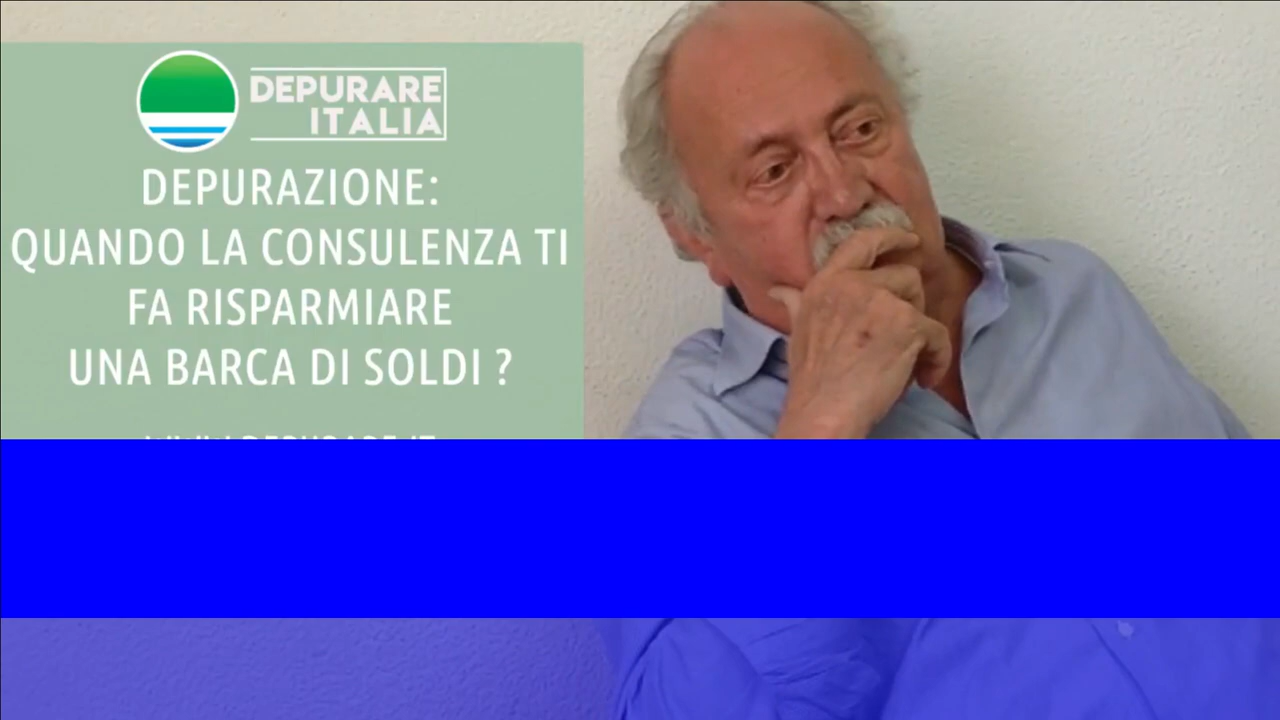 DEPURARE
ITALIA
DEPURAZIONE:
QUANDO LA CONSULENZA TI
FA RISPARMIARE
UNA BARCA DI SOLDI ?